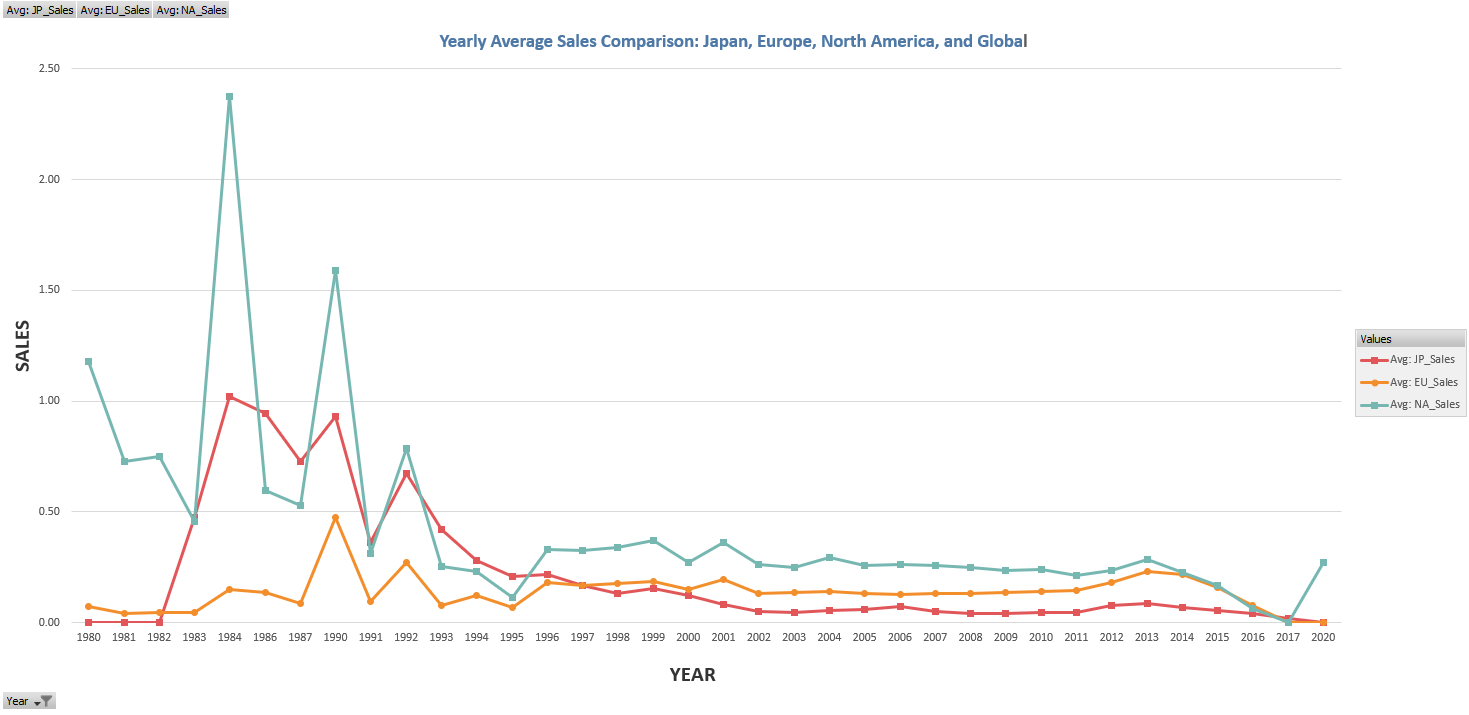 Avg: JP_Sales Avg: EU_Sales Avg: NA_Sales
Yearly Average Sales Comparison: Japan, Europe, North America, and Global
2.50
2.00
1.50
1.00
0.50
0.00
SALES
1980 1981 1982 1983 1984 1986 1987 1990 1991 1992 1993 1994 1995 1996 1997 1998 1999 2000 2001 2002 2003 2004 2005 2006 2007 2008 2009 2010 2011 2012 2013 2014 2015 2016 2017 2020
YEAR
Values
Avg: JP_Sales
Avg: EU_Sales
Avg: NA_Sales
Year